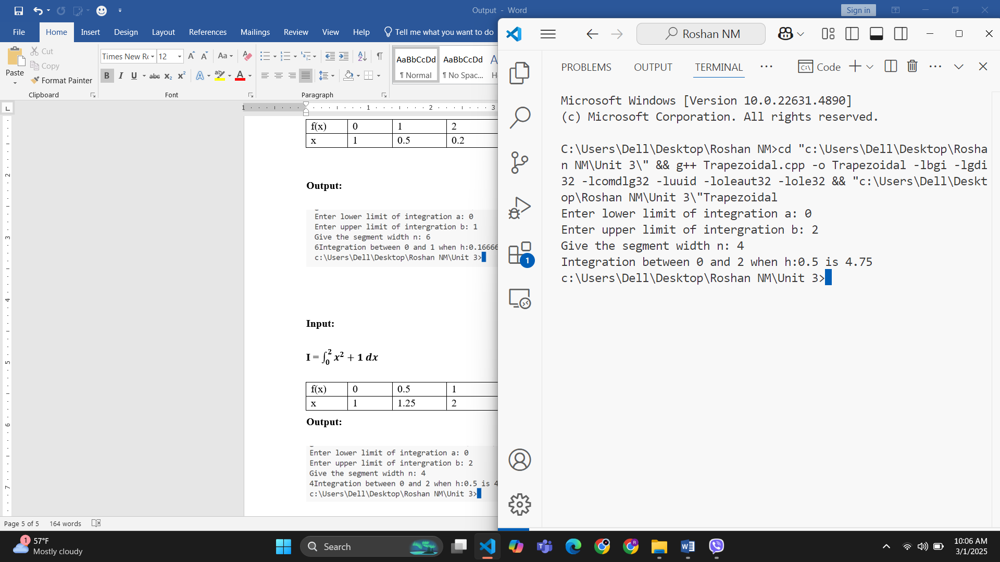 Output - Word
Sign in
File Home Insert Design Layout References Mailings Review View Help Tell me what you want to do
Paste
Cut
Copy
Format Painter
Clipboard
Times New Ro 12
Font
Paragraph
AaBbCcDd
¶ Normal
AaBbCcDd
¶ No Spac...
f(x) 0 1 2
x 1 0.5 0.2
Output:
Enter lower limit of integration a: 0
Enter upper limit of intergration b: 1
Give the segment width n: 6
6Integration between 0 and 1 when h:0.16666
c:\Users\Dell\Desktop\Roshan NM\Unit 3>
Input:
I = ∫₀² x² + 1 dx
f(x) 0 0.5 1
x 1 1.25 2
Output:
Enter lower limit of integration a: 0
Enter upper limit of intergration b: 2
Give the segment width n: 4
4Integration between 0 and 2 when h:0.5 is 4
c:\Users\Dell\Desktop\Roshan NM\Unit 3>
Page 5 of 5 164 words
Roshan NM
PROBLEMS OUTPUT TERMINAL ··· Code
Microsoft Windows [Version 10.0.22631.4890]
(c) Microsoft Corporation. All rights reserved.
C:\Users\Dell\Desktop\Roshan NM>cd "c:\Users\Dell\Desktop\Rosha
n NM\Unit 3\" && g++ Trapezoidal.cpp -o Trapezoidal -lbgi -lgdi
32 -lcomdlg32 -luuid -loleaut32 -lole32 && "c:\Users\Dell\Deskt
op\Roshan NM\Unit 3\"Trapezoidal
Enter lower limit of integration a: 0
Enter upper limit of intergration b: 2
Give the segment width n: 4
Integration between 0 and 2 when h:0.5 is 4.75
c:\Users\Dell\Desktop\Roshan NM\Unit 3>
1
1
57°F
Mostly cloudy
Search
10:06 AM
3/1/2025